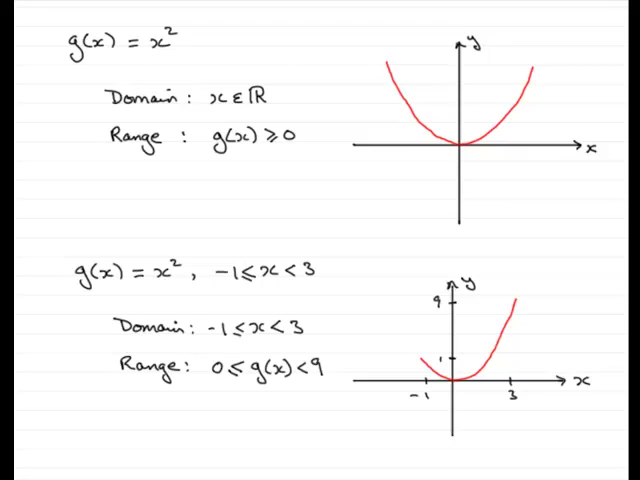 g(x) = x²
y
Domain : x ∈ ℝ
Range : g(x) ⩾ 0
x
g(x) = x² , -1 ⩽ x < 3
y
9
Domain : -1 ⩽ x < 3
1
Range : 0 ⩽ g(x) < 9
x
-1 3